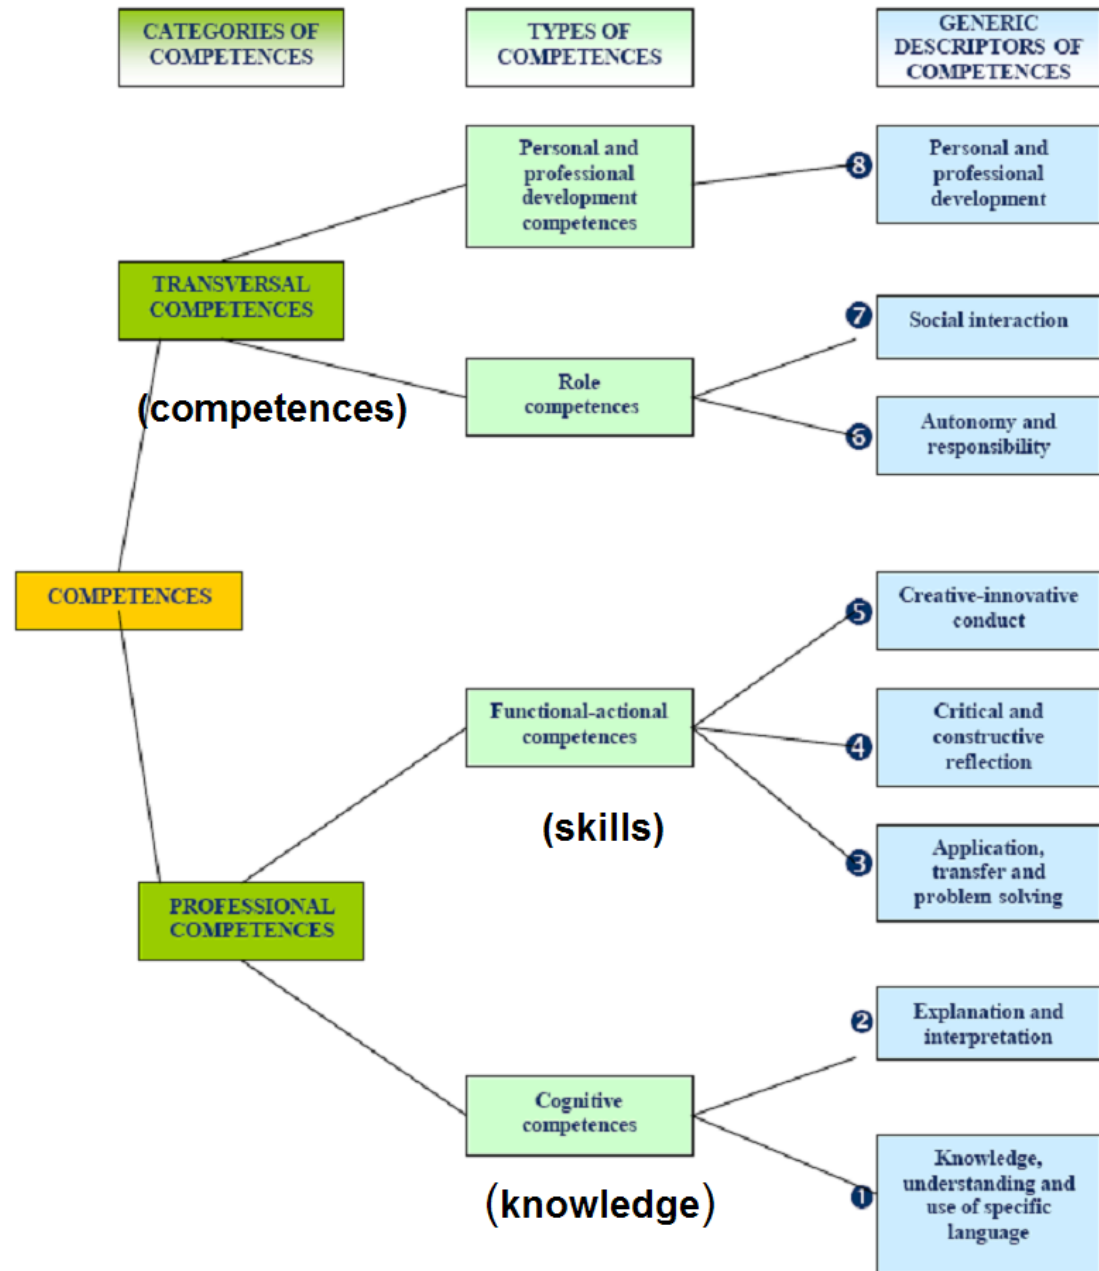 CATEGORIES OF
COMPETENCES
TYPES OF
COMPETENCES
GENERIC
DESCRIPTORS OF
COMPETENCES
Personal and
professional
development
competences
8
Personal and
professional
development
TRANSVERSAL
COMPETENCES
7
Social interaction
(competences)
Role
competences
6
Autonomy and
responsibility
COMPETENCES
5
Creative-innovative
conduct
Functional-actional
competences
4
Critical and
constructive
reflection
(skills)
3
Application,
transfer and
problem solving
PROFESSIONAL
COMPETENCES
2
Explanation and
interpretation
Cognitive
competences
(knowledge)
1
Knowledge,
understanding and
use of specific
language